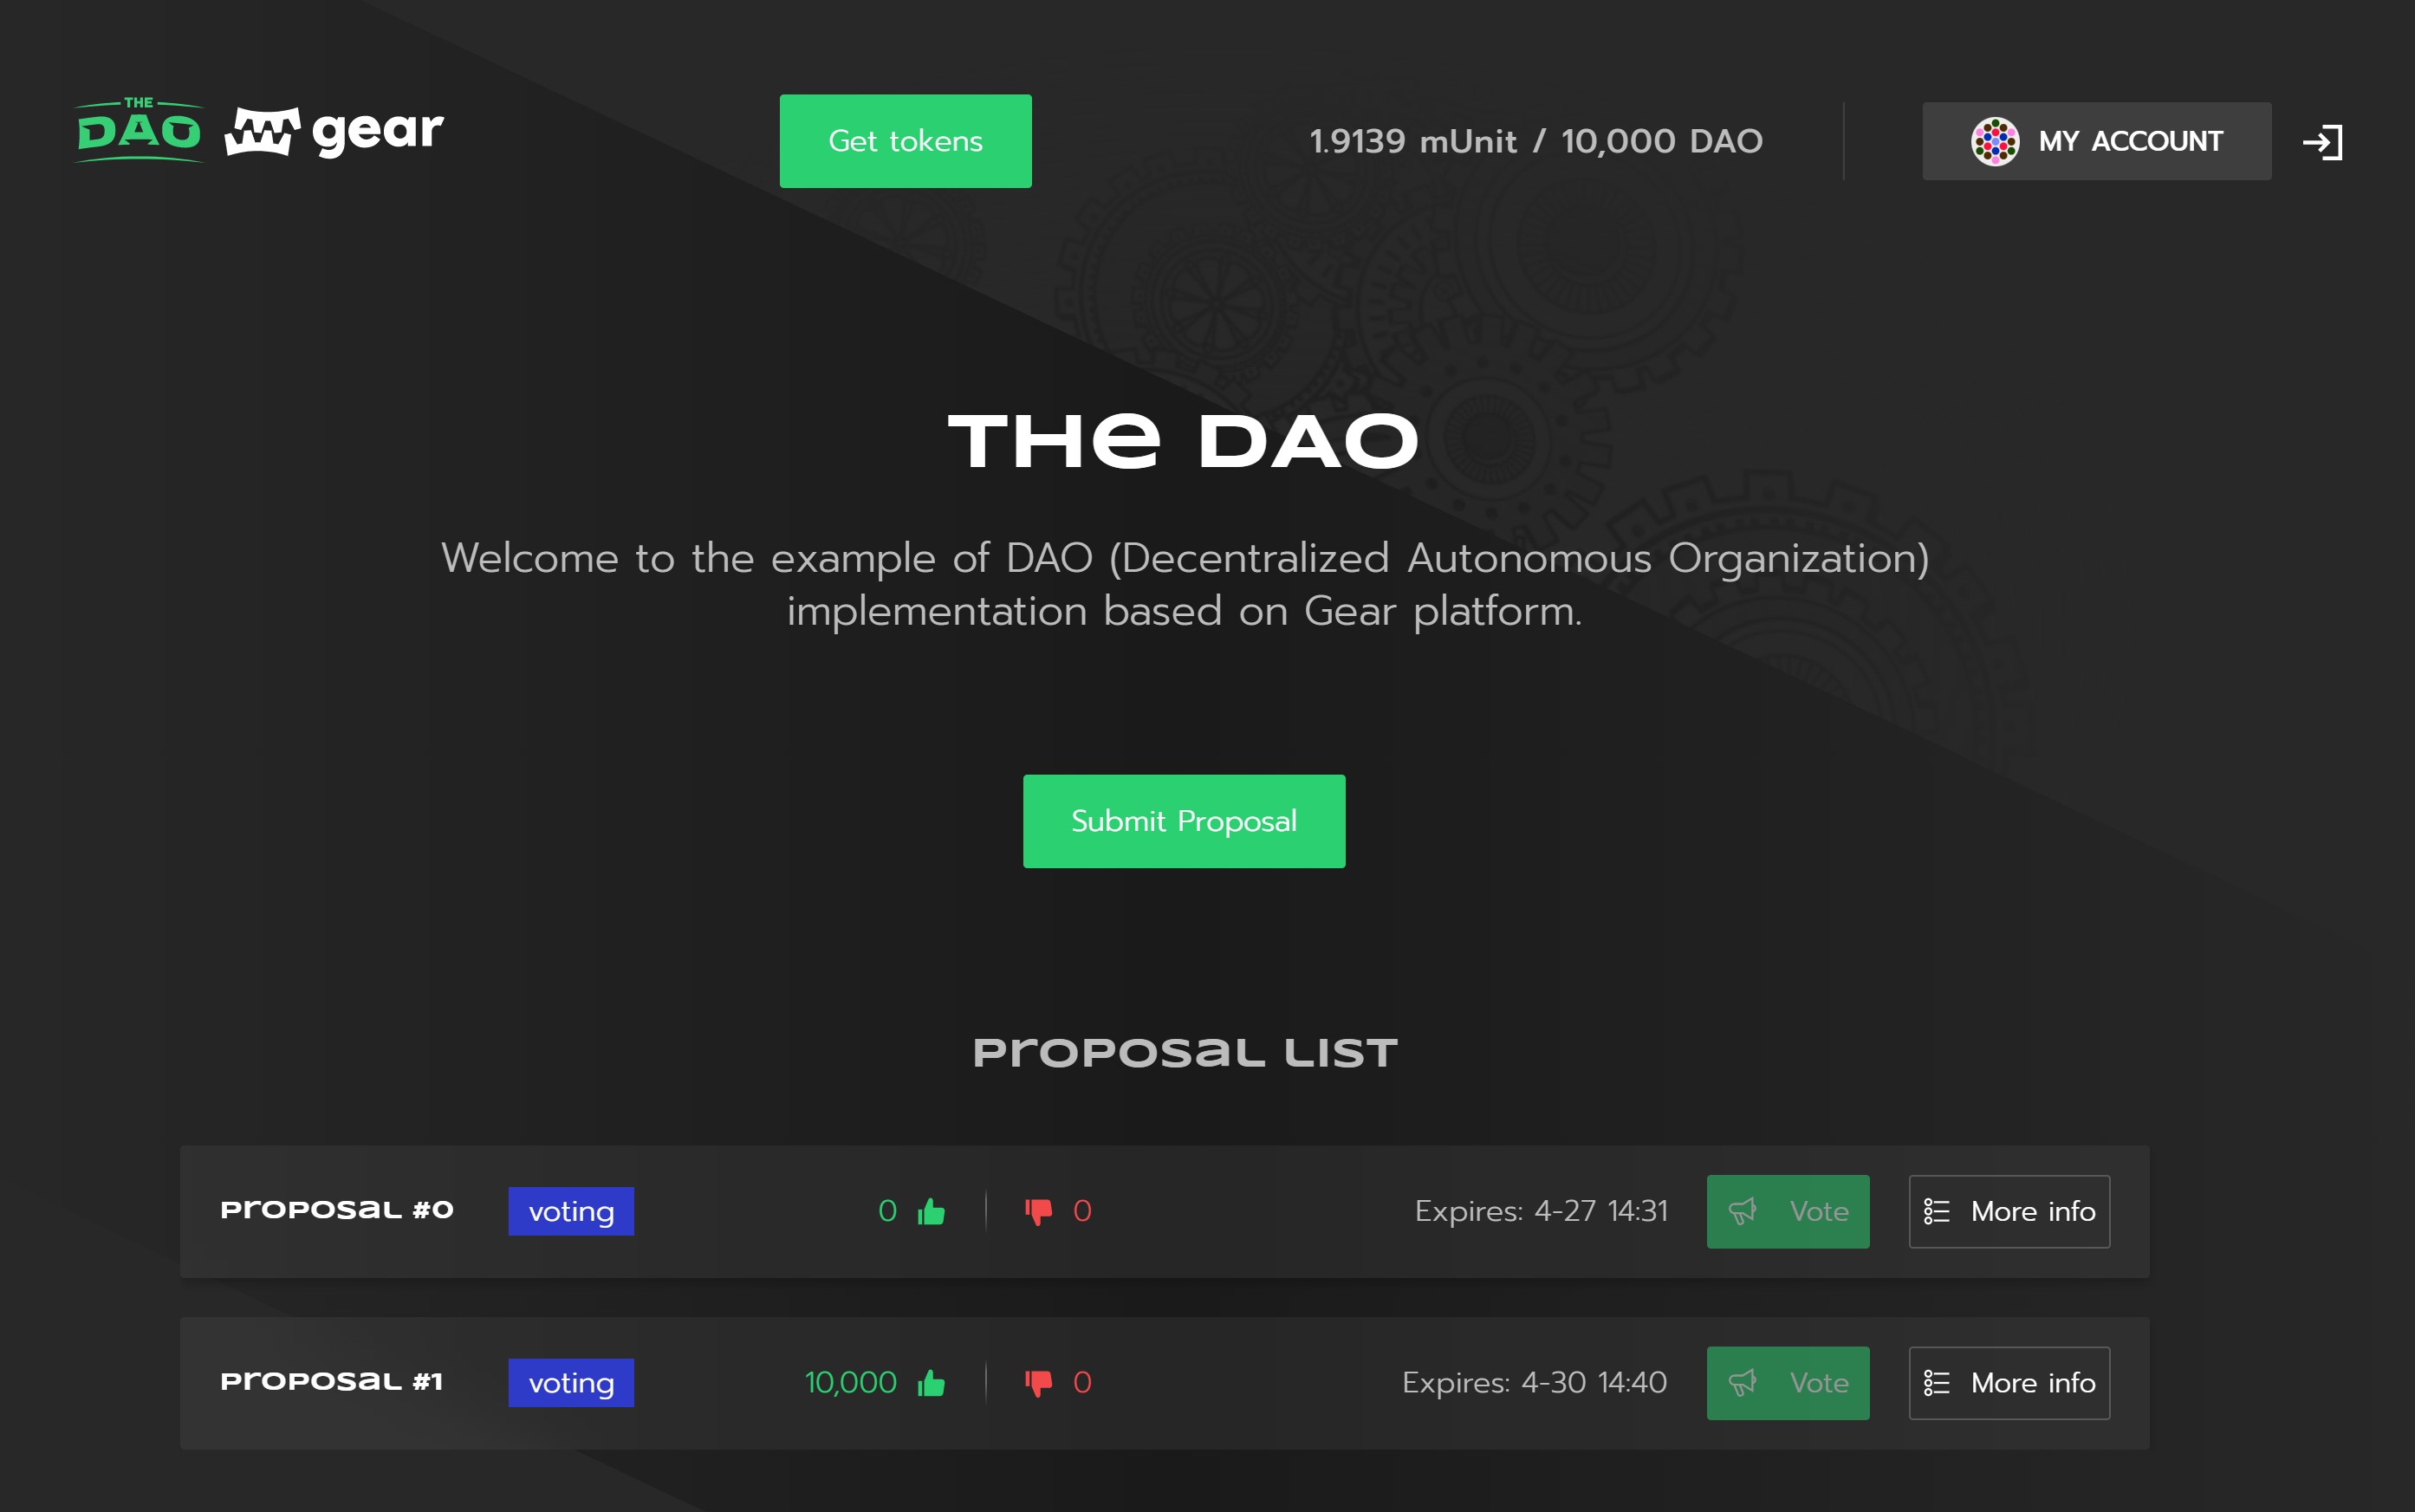 THE
DAO gear
Get tokens
1.9139 mUnit / 10,000 DAO
MY ACCOUNT
THe DAO
Welcome to the example of DAO (Decentralized Autonomous Organization)
implementation based on Gear platform.
Submit Proposal
Proposal List
Proposal #0 voting 0 0 Expires: 4-27 14:31 Vote More info
Proposal #1 voting 10,000 0 Expires: 4-30 14:40 Vote More info